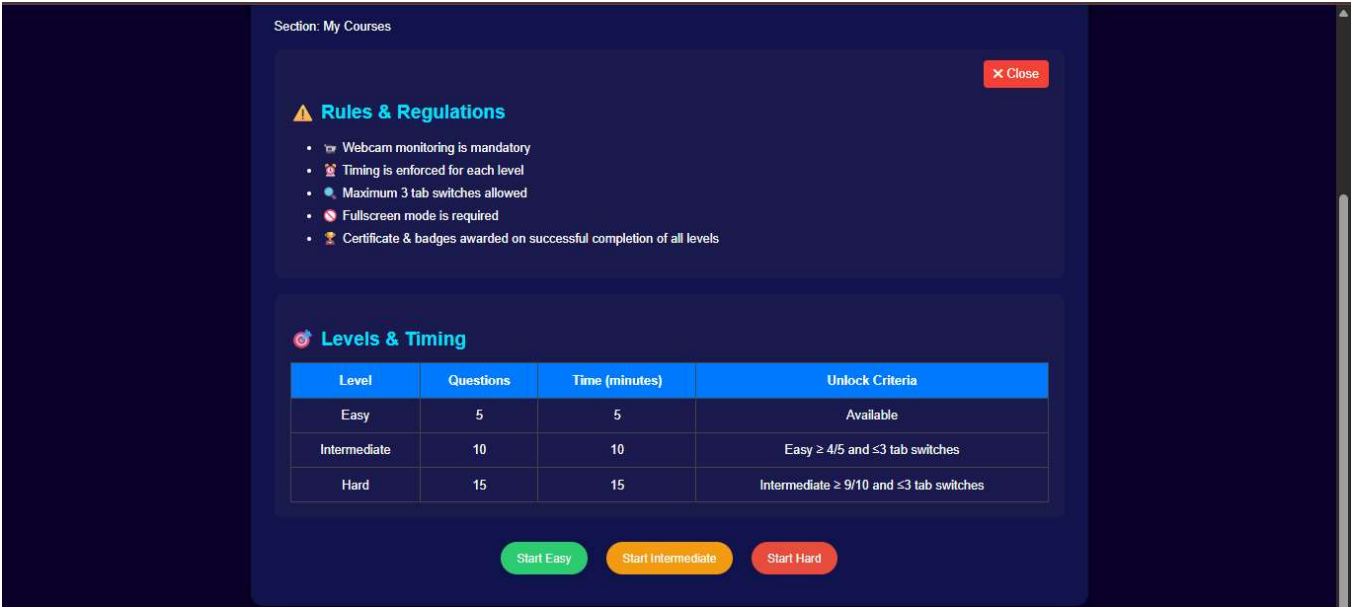 Section: My Courses
✕ Close
Rules & Regulations
• Webcam monitoring is mandatory
• Timing is enforced for each level
• Maximum 3 tab switches allowed
• Fullscreen mode is required
• Certificate & badges awarded on successful completion of all levels
Levels & Timing
Level Questions Time (minutes) Unlock Criteria
Easy 5 5 Available
Intermediate 10 10 Easy ≥ 4/5 and ≤3 tab switches
Hard 15 15 Intermediate ≥ 9/10 and ≤3 tab switches
Start Easy Start Intermediate Start Hard